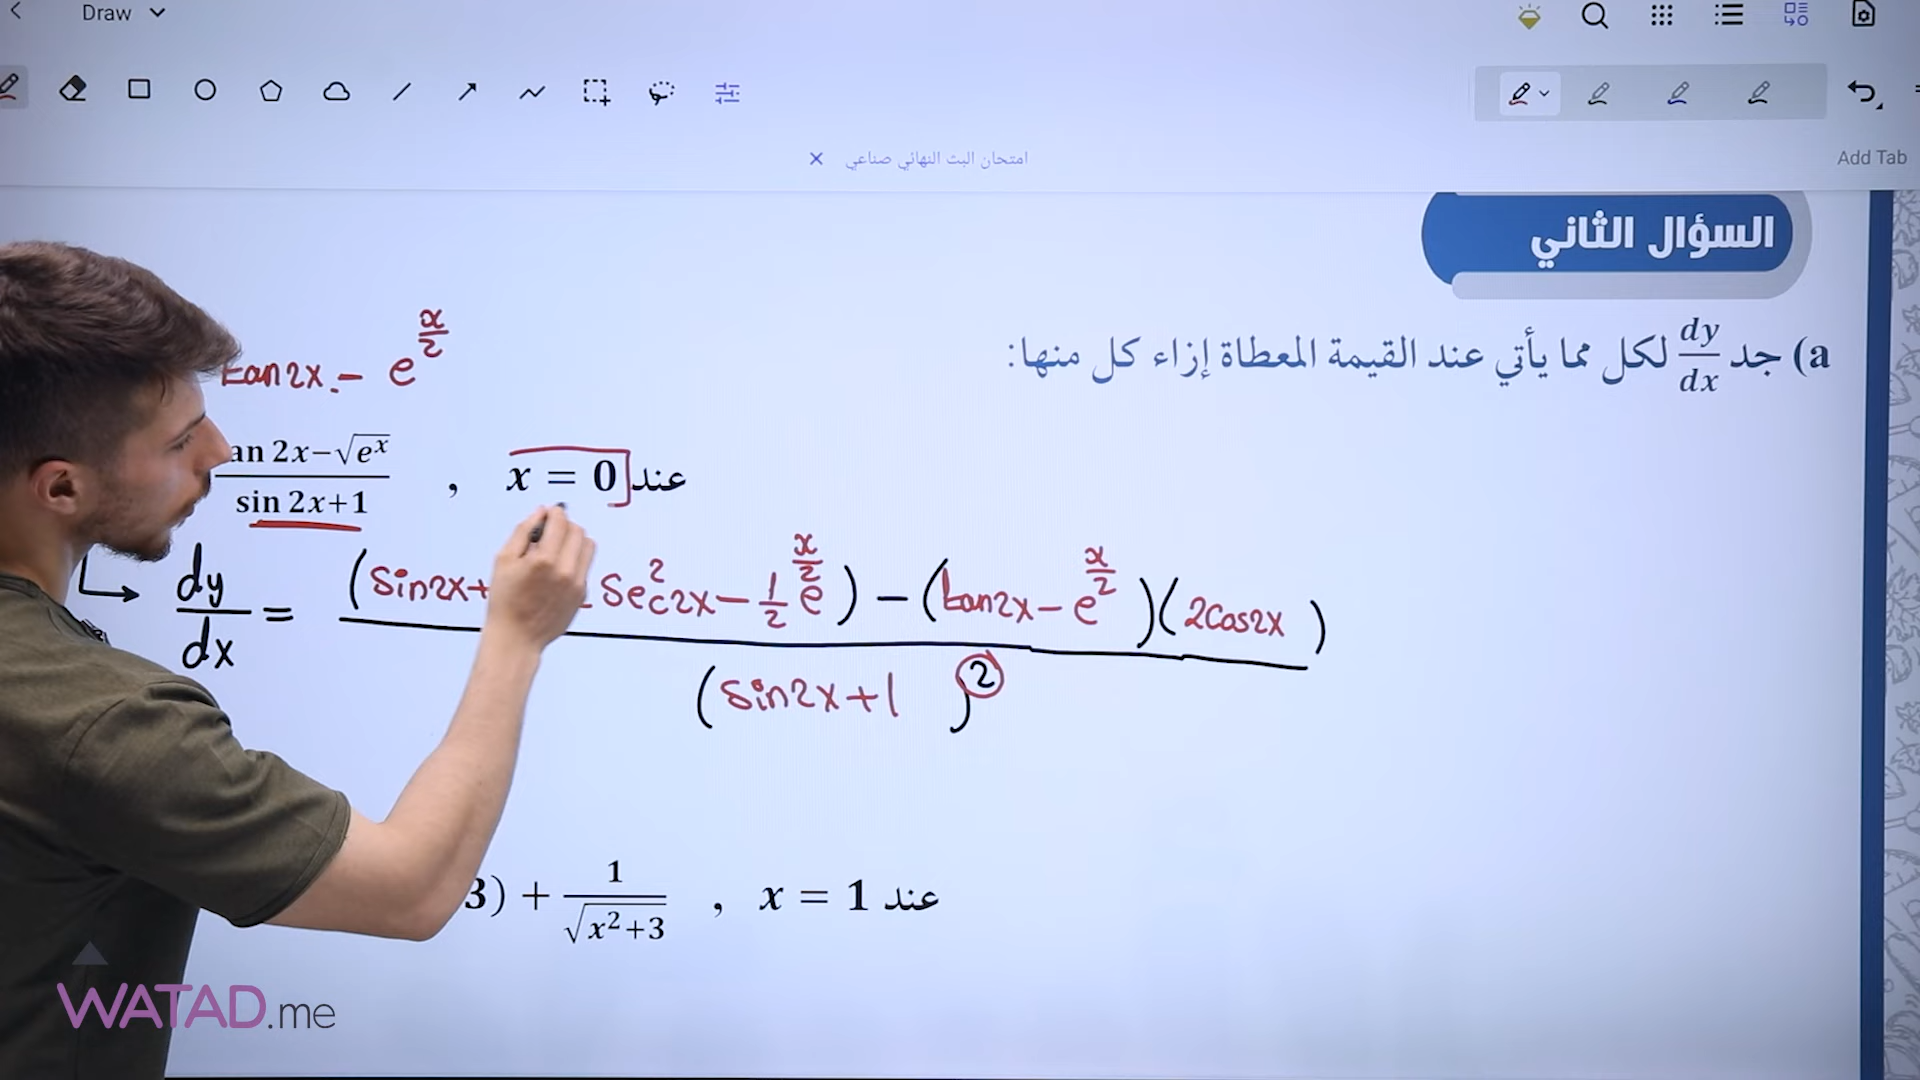 Draw
امتحان البث النهائي صناعي
Add Tab
السؤال الثاني
a) جد dy/dx لكل مما يأتي عند القيمة المعطاة إزاء كل منها:
tan2x - e^(x/2)
an 2x−√(e^x) / sin 2x+1 , x = 0 عند
dy/dx = (Sin2x+ Sec²2x - 1/2 e^(x/2)) - (tan2x - e^(x/2))(2Cos2x) / (Sin2x+1)²
3) + 1/√(x²+3) , x = 1 عند
WATAD.me